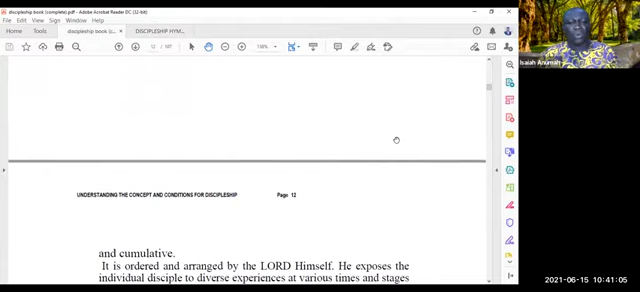 discipleship book (complete).pdf - Adobe Acrobat Reader DC (32-bit)
File Edit View Sign Window Help
Home Tools discipleship book (c... × DISCIPLESHIP HYM...
12
158%
Isaiah Anumah
UNDERSTANDING THE CONCEPT AND CONDITIONS FOR DISCIPLESHIP Page 12
and cumulative.
It is ordered and arranged by the LORD Himself. He exposes the
individual disciple to diverse experiences at various times and stages
2021-06-15 10:41:05